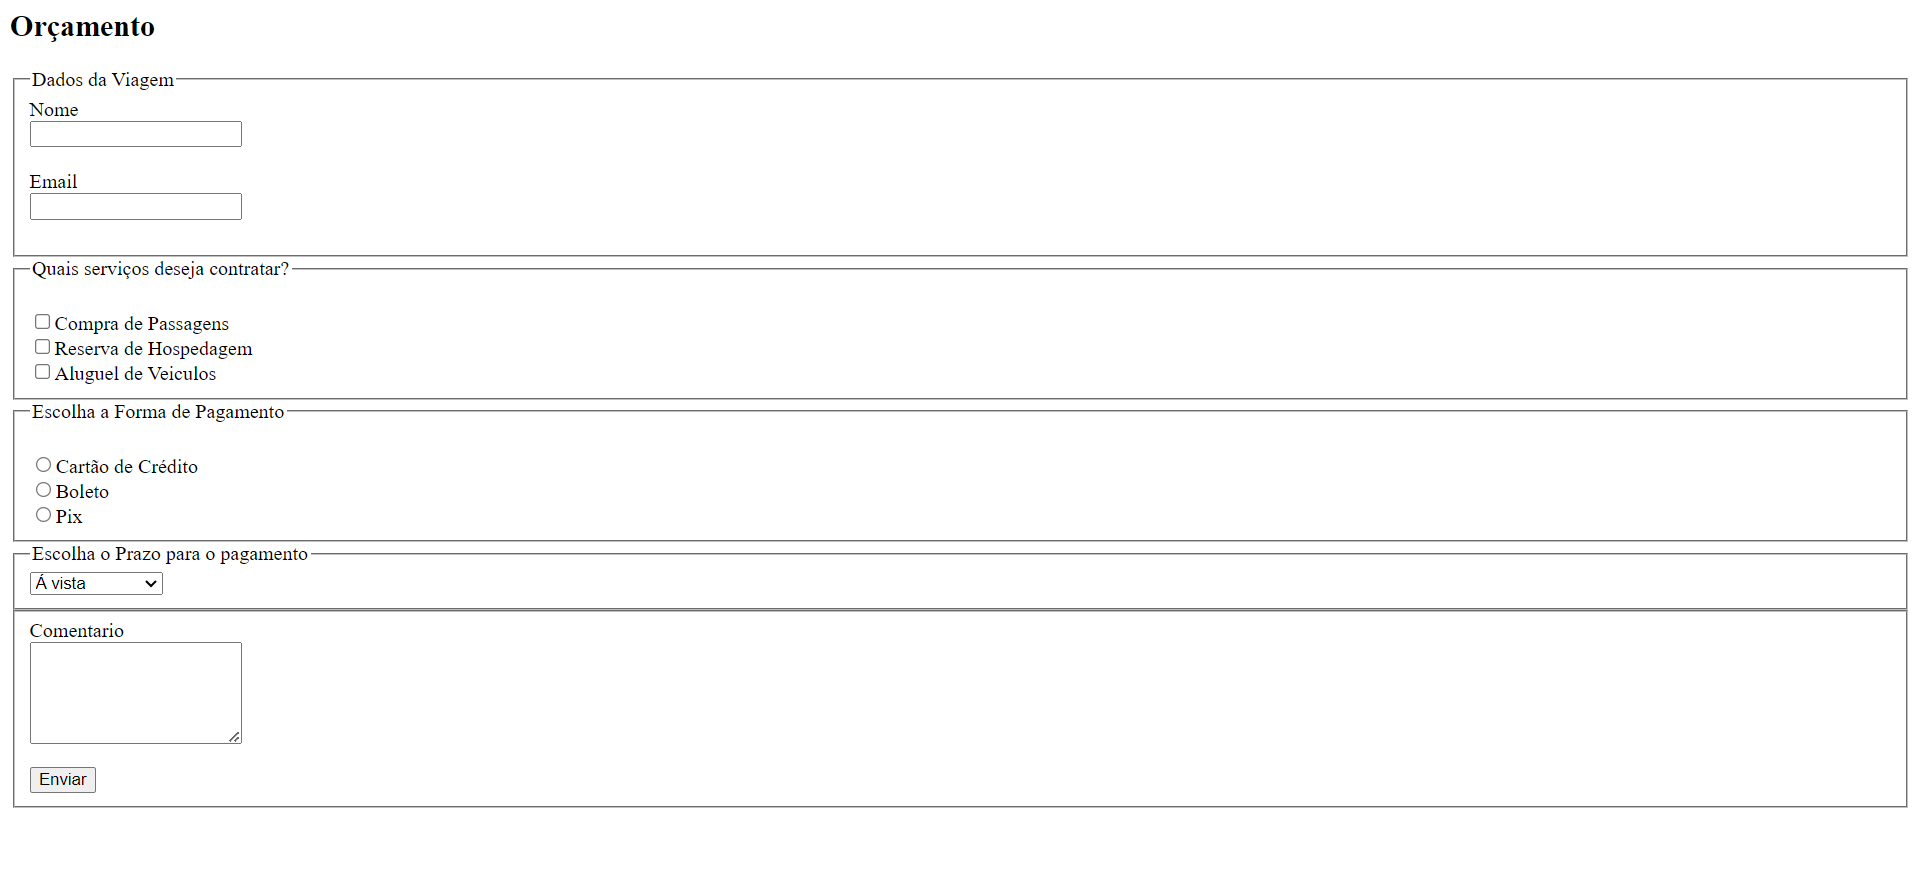 Orçamento
Dados da Viagem
Nome
Email
Quais serviços deseja contratar?
Compra de Passagens
Reserva de Hospedagem
Aluguel de Veiculos
Escolha a Forma de Pagamento
Cartão de Crédito
Boleto
Pix
Escolha o Prazo para o pagamento
Á vista
Comentario
Enviar